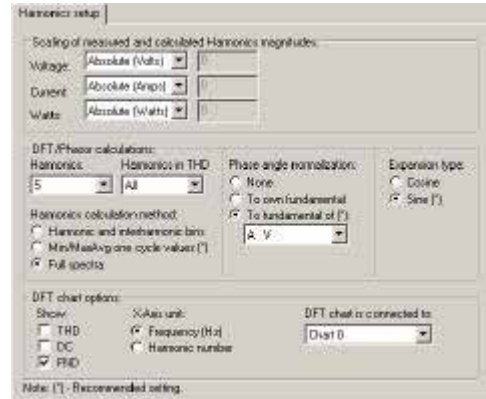 Harmonics setup
Scaling of measured and calculated Harmonics magnitudes:
Voltage: Absolute (Volts) 0
Current: Absolute (Amps) 0
Watts: Absolute (Watts) 0
DFT/Phasor calculations:
Harmonics: Harmonics in THD Phase angle normalization: Expansion type:
5 All None Cosine
To own fundamental Sine (*)
Harmonics calculation method: To fundamental of (*):
Harmonic and interharmonic bins A V
Min/MaxAvg one cycle values (*)
Full spectra
DFT chart options:
Show: X-Axis unit: DFT chart is connected to:
THD Frequency (Hz) Chart 0
DC Harmonic number
FND
Note: (*) - Recommended setting.